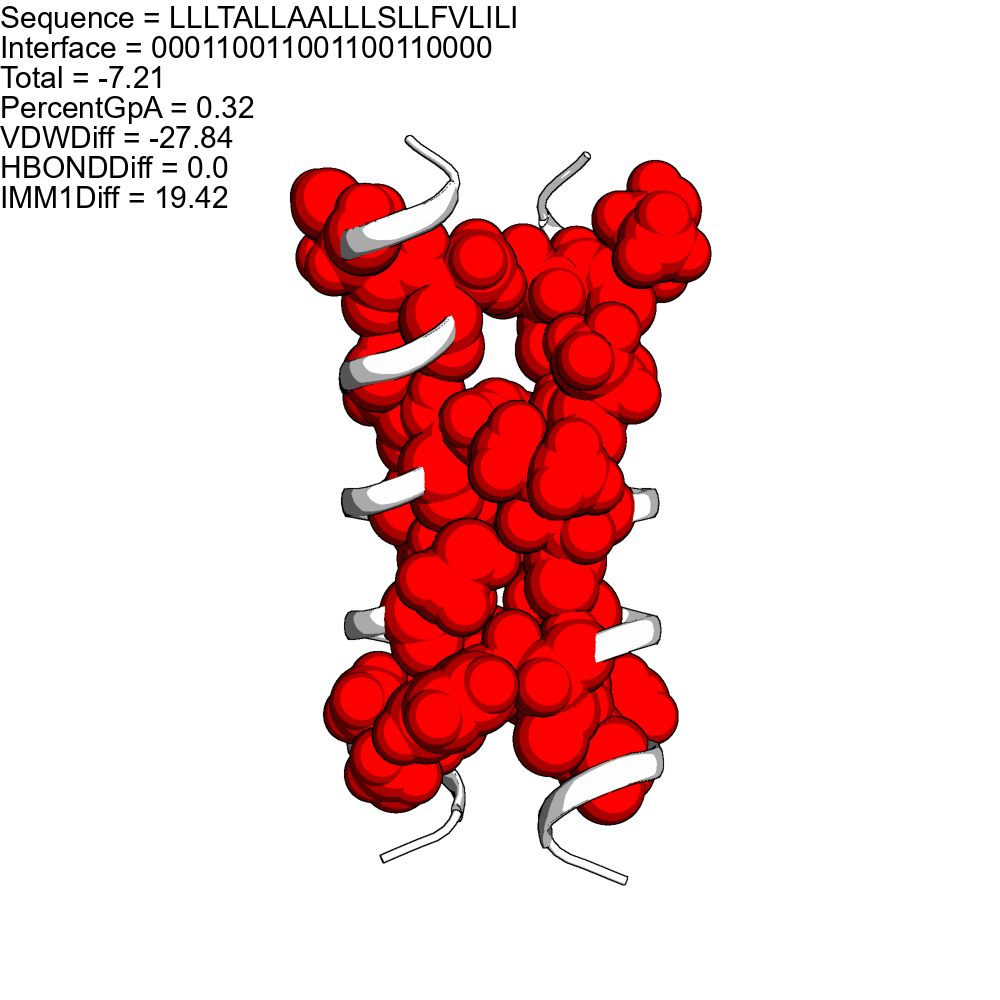 Sequence = LLLTALLAALLLSLLFVLILI
Interface = 000110011001100110000
Total = -7.21
PercentGpA = 0.32
VDWDiff = -27.84
HBONDDiff = 0.0
IMM1Diff = 19.42